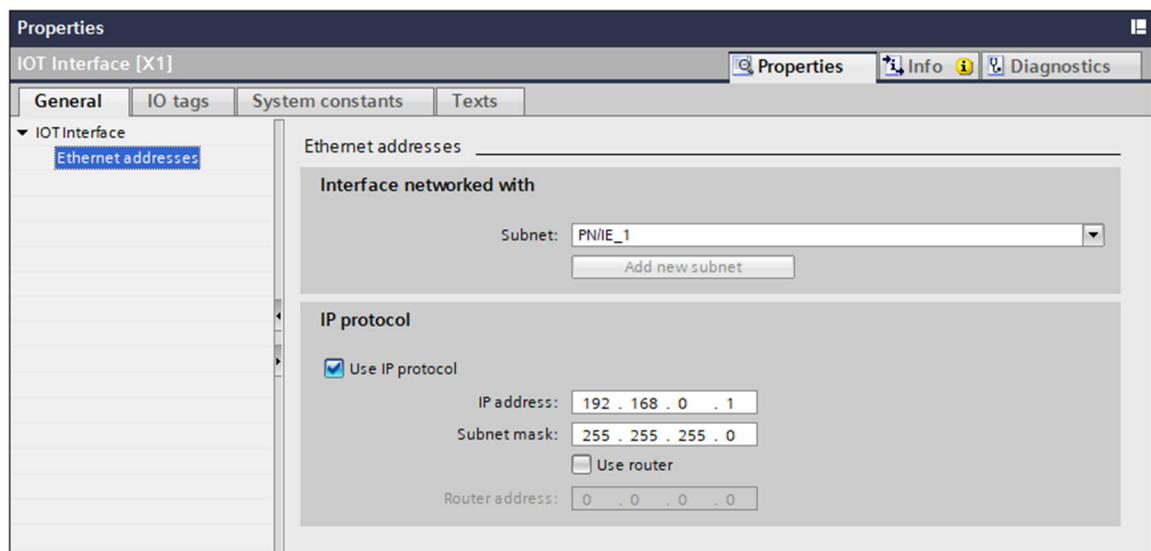 Properties
IOT Interface [X1]
Properties Info Diagnostics
General IO tags System constants Texts
IOT Interface
Ethernet addresses
Ethernet addresses
Interface networked with
Subnet: PN/IE_1
Add new subnet
IP protocol
Use IP protocol
IP address: 192 . 168 . 0 . 1
Subnet mask: 255 . 255 . 255 . 0
Use router
Router address: 0 . 0 . 0 . 0